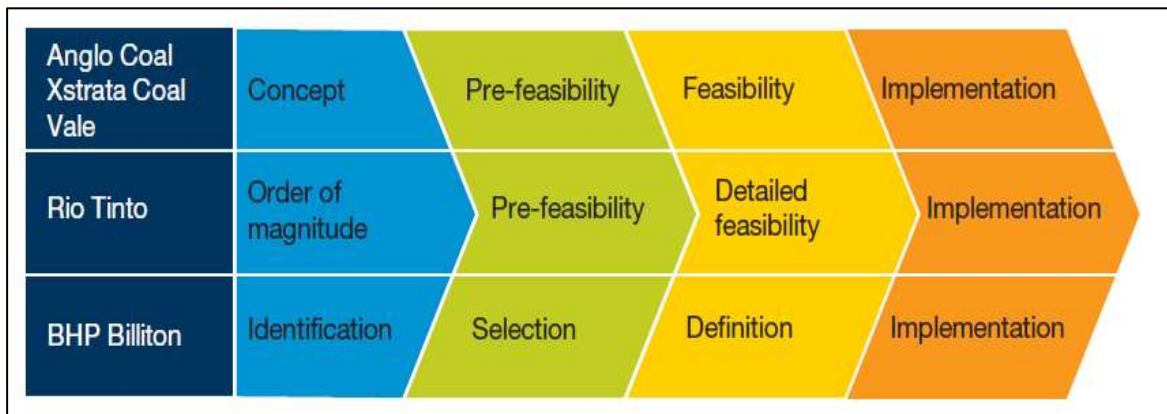 Anglo Coal
Xstrata Coal
Vale
Concept
Pre-feasibility
Feasibility
Implementation
Rio Tinto
Order of
magnitude
Pre-feasibility
Detailed
feasibility
Implementation
BHP Billiton
Identification
Selection
Definition
Implementation